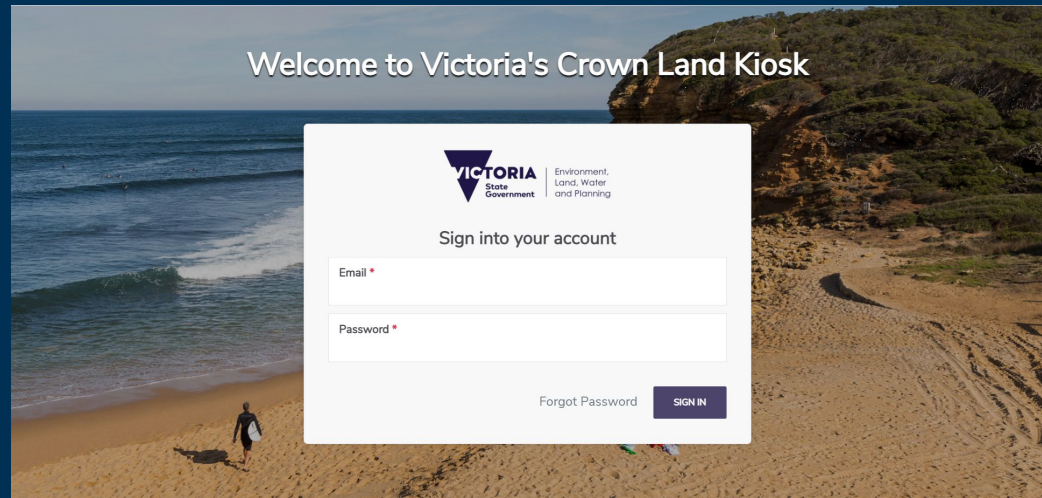 Welcome to Victoria's Crown Land Kiosk
VICTORIA
State
Government
Environment,
Land, Water
and Planning
Sign into your account
Email *
Password *
Forgot Password
SIGN IN